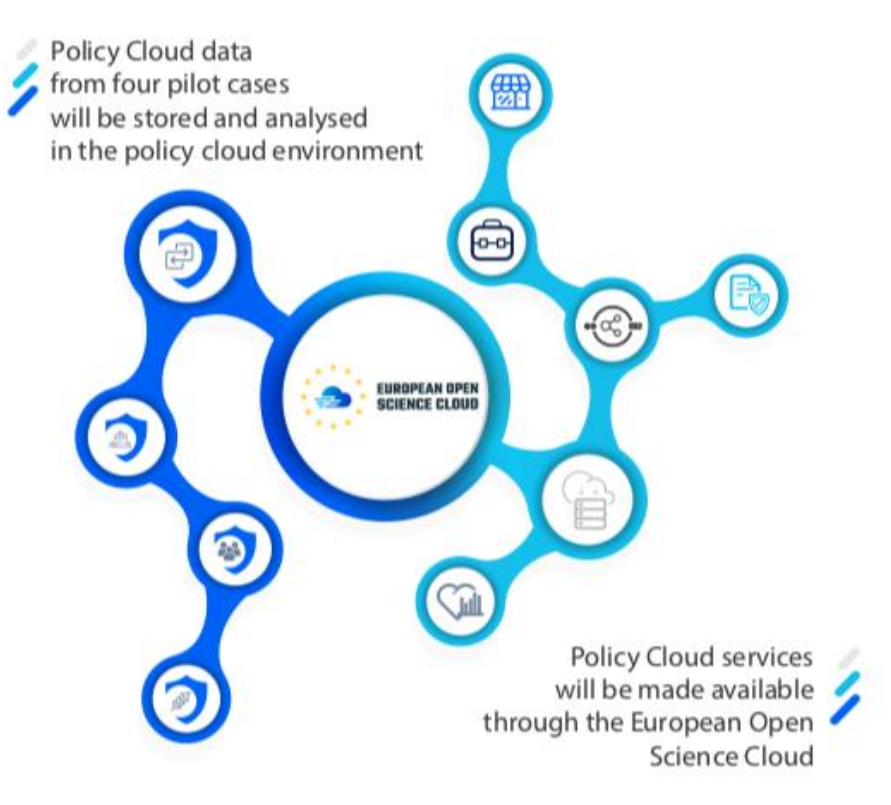 Policy Cloud data
from four pilot cases
will be stored and analysed
in the policy cloud environment
EUROPEAN OPEN
SCIENCE CLOUD
Policy Cloud services
will be made available
through the European Open
Science Cloud